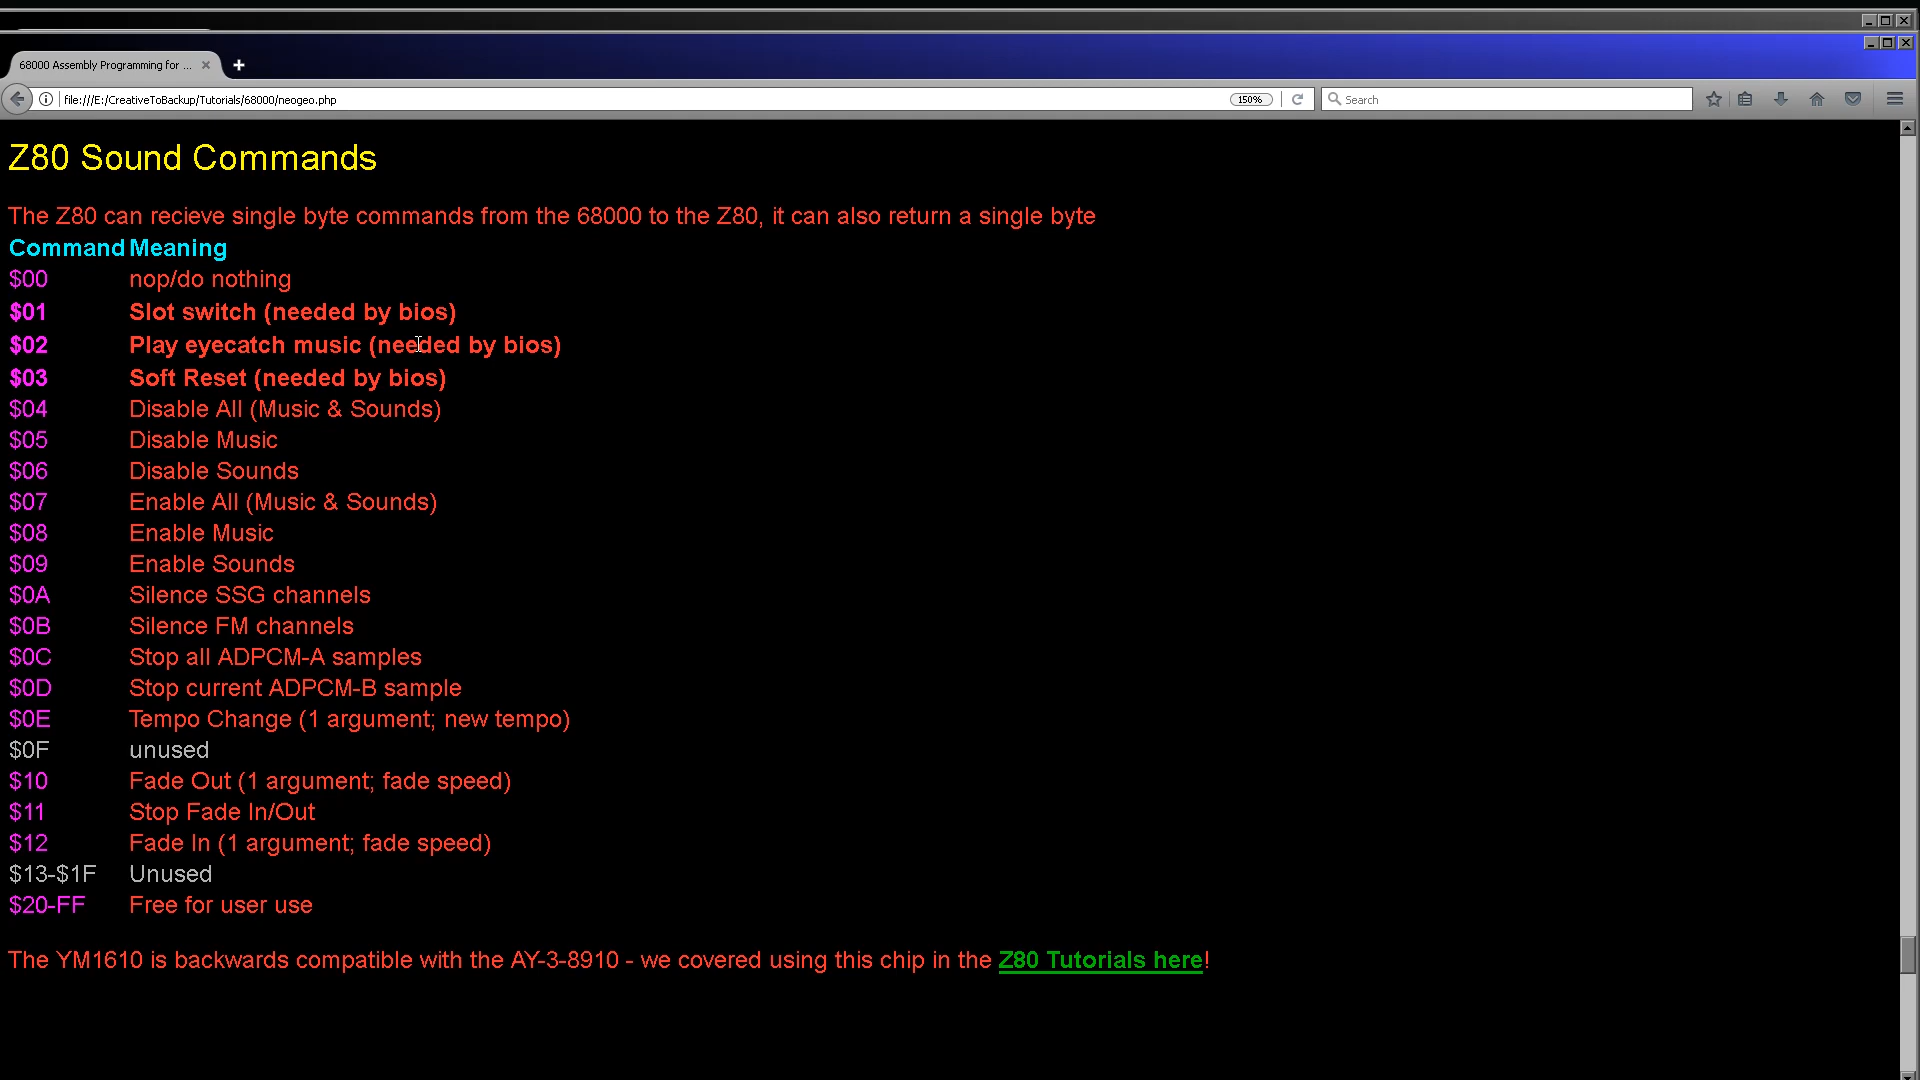 68000 Assembly Programming for ...
file:///E:/CreativeToBackup/Tutorials/68000/neogeo.php
150%
Search
Z80 Sound Commands
The Z80 can recieve single byte commands from the 68000 to the Z80, it can also return a single byte
Command Meaning
$00 nop/do nothing
$01 Slot switch (needed by bios)
$02 Play eyecatch music (needed by bios)
$03 Soft Reset (needed by bios)
$04 Disable All (Music & Sounds)
$05 Disable Music
$06 Disable Sounds
$07 Enable All (Music & Sounds)
$08 Enable Music
$09 Enable Sounds
$0A Silence SSG channels
$0B Silence FM channels
$0C Stop all ADPCM-A samples
$0D Stop current ADPCM-B sample
$0E Tempo Change (1 argument; new tempo)
$0F unused
$10 Fade Out (1 argument; fade speed)
$11 Stop Fade In/Out
$12 Fade In (1 argument; fade speed)
$13-$1F Unused
$20-FF Free for user use
The YM1610 is backwards compatible with the AY-3-8910 - we covered using this chip in the Z80 Tutorials here!